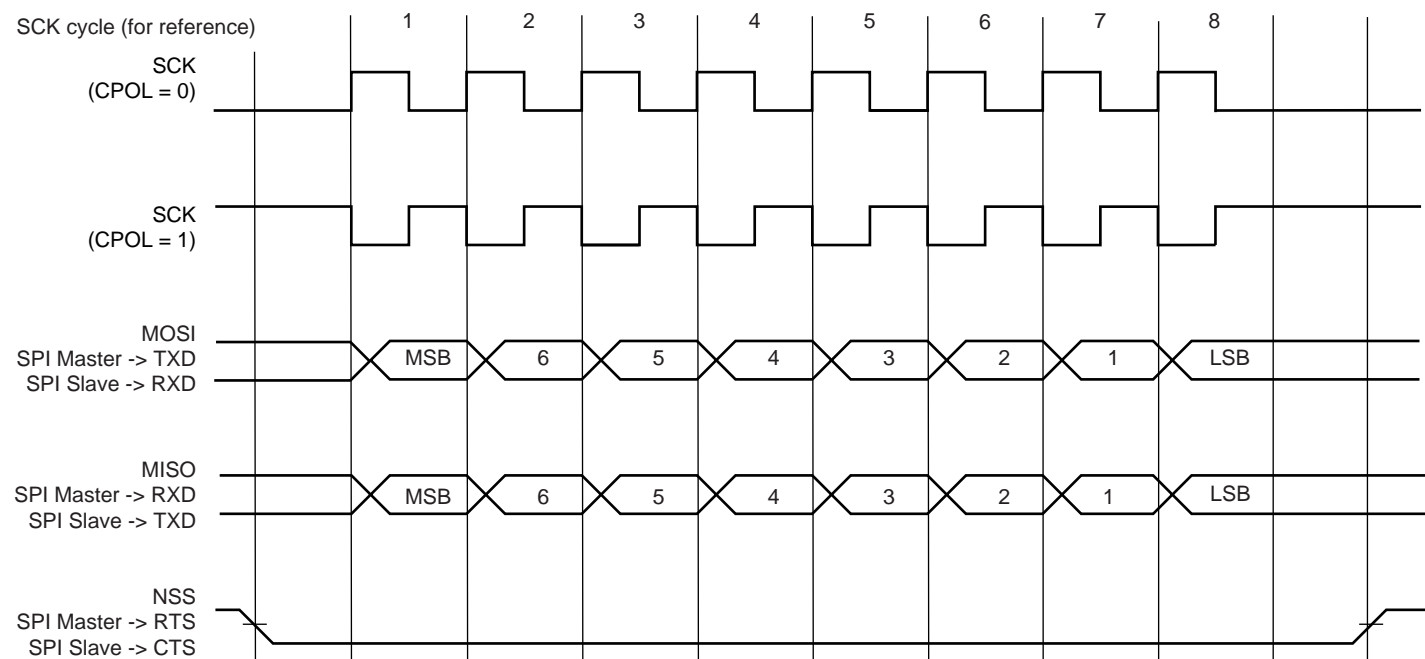 SCK cycle (for reference)
1 2 3 4 5 6 7 8
SCK
(CPOL = 0)
SCK
(CPOL = 1)
MOSI
SPI Master -> TXD
SPI Slave -> RXD
MSB 6 5 4 3 2 1 LSB
MISO
SPI Master -> RXD
SPI Slave -> TXD
MSB 6 5 4 3 2 1 LSB
NSS
SPI Master -> RTS
SPI Slave -> CTS